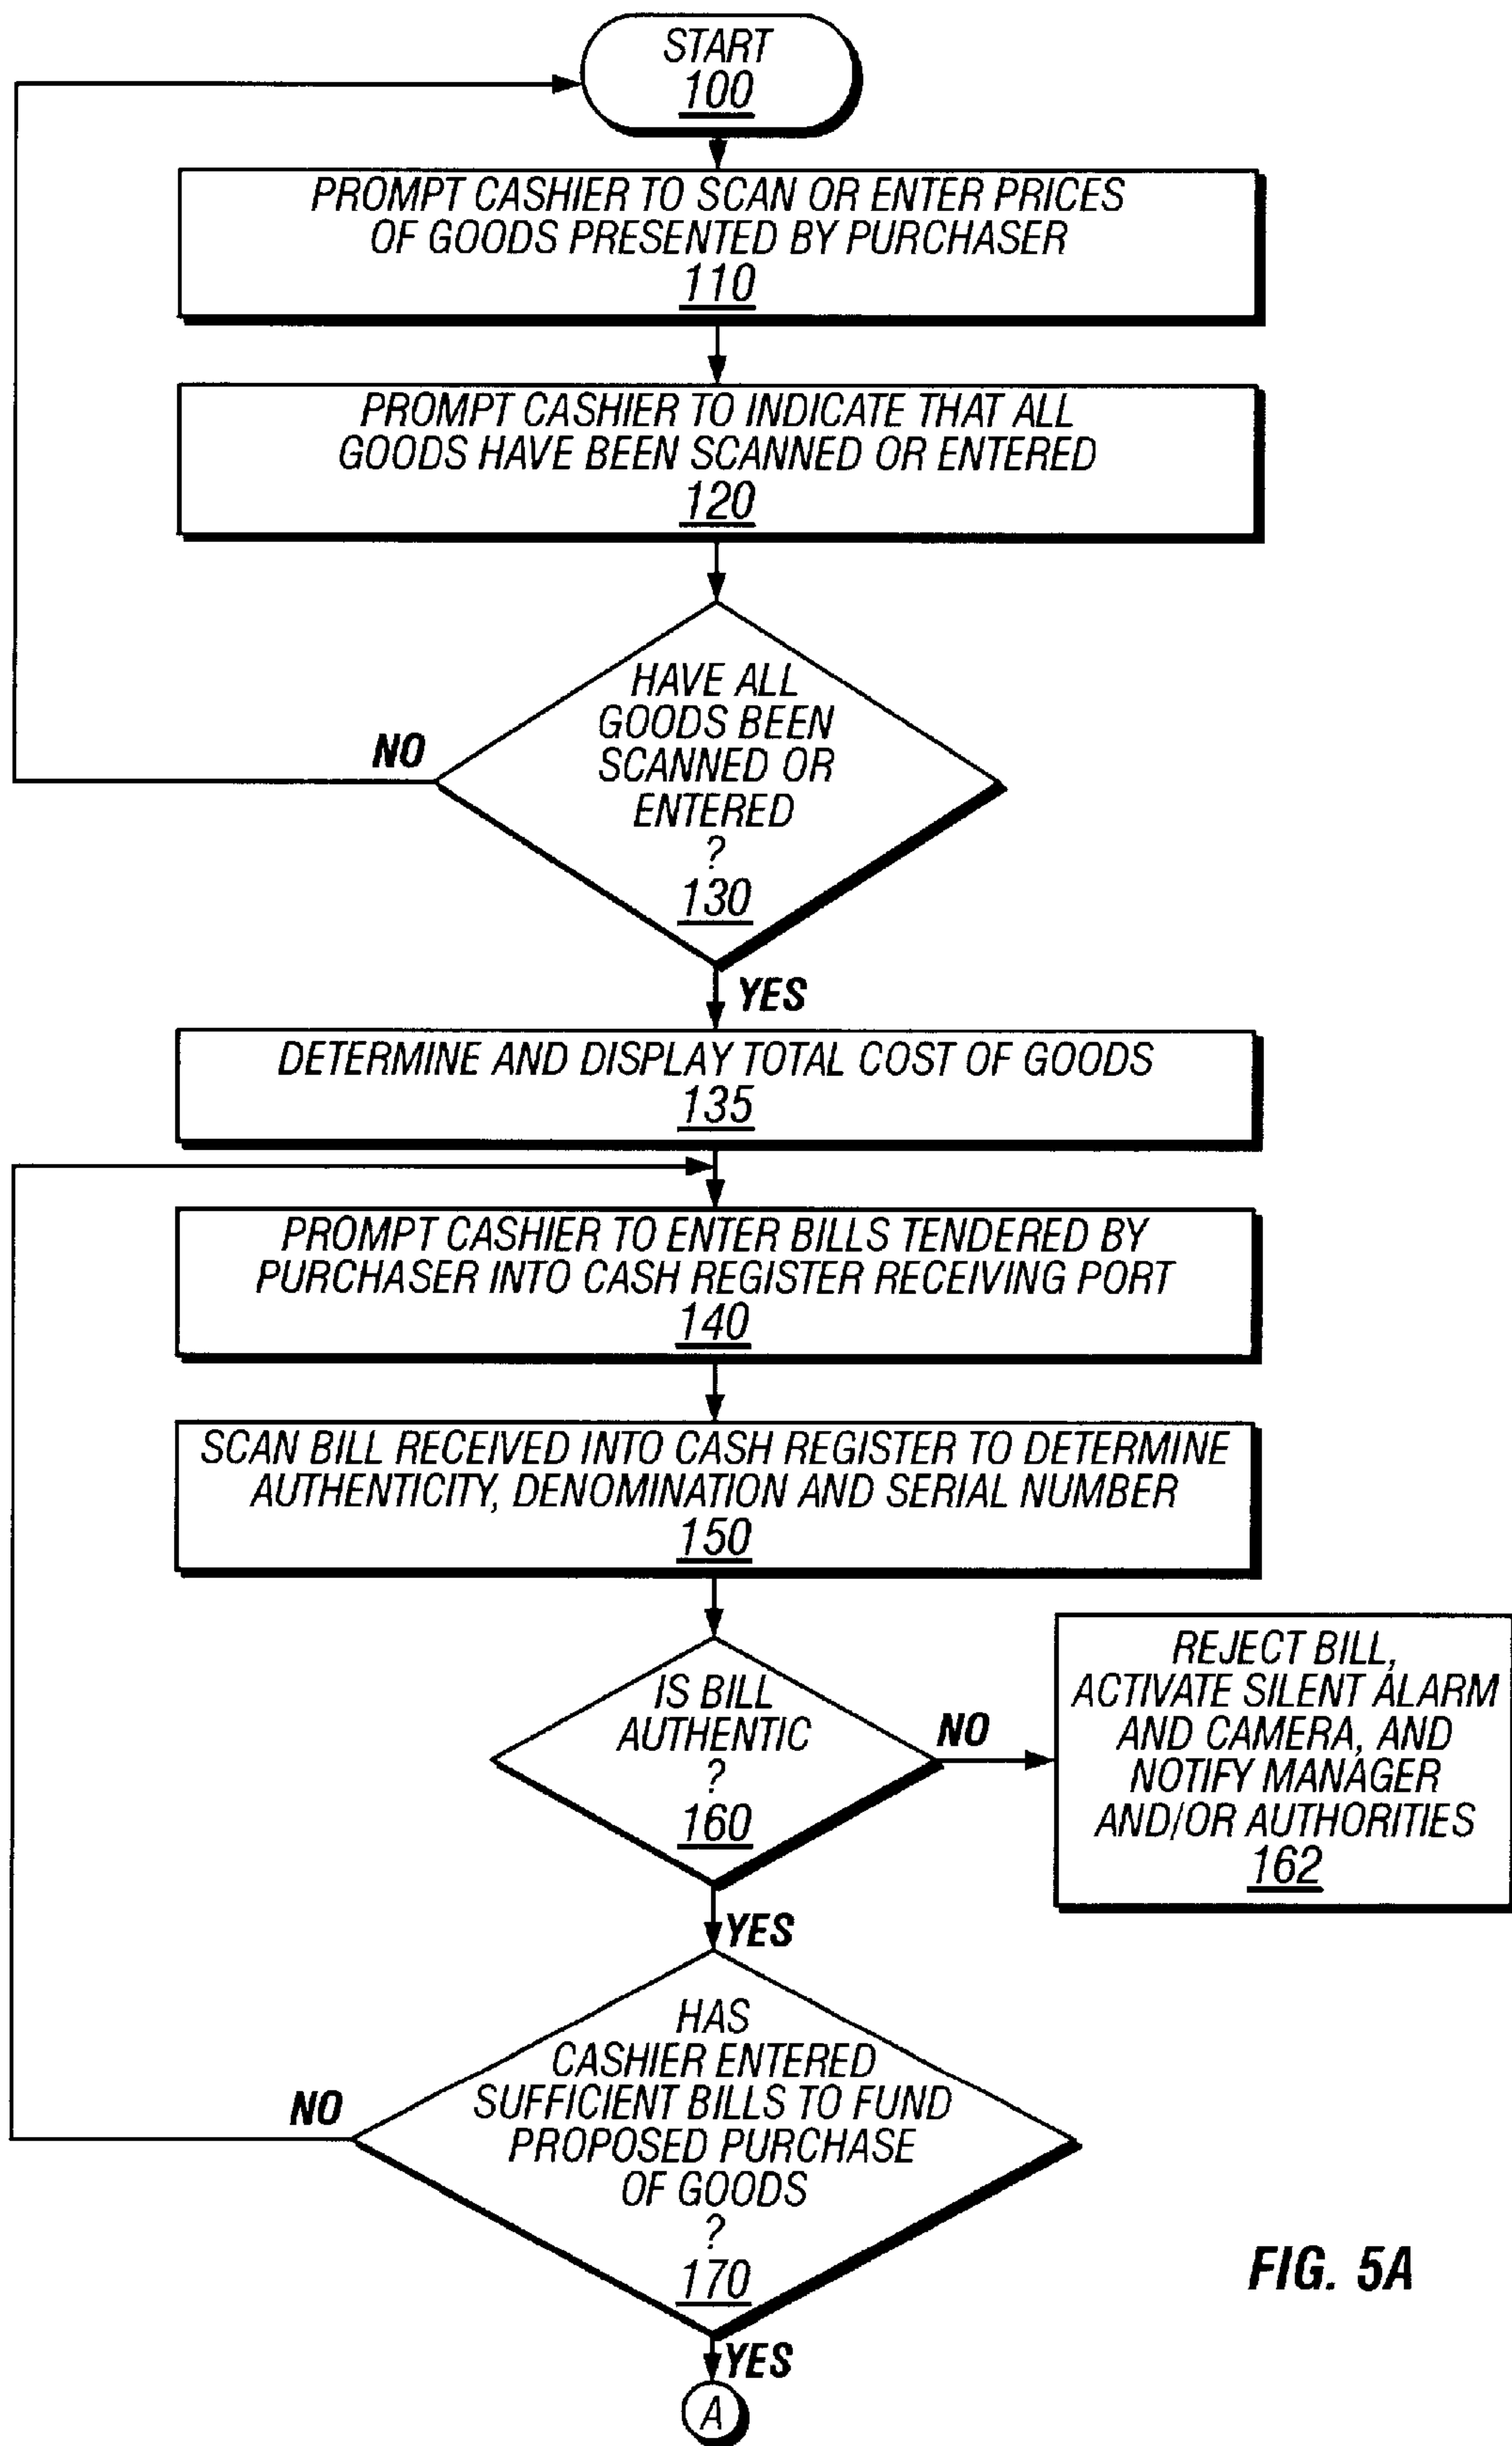 START
100
PROMPT CASHIER TO SCAN OR ENTER PRICES
OF GOODS PRESENTED BY PURCHASER
110
PROMPT CASHIER TO INDICATE THAT ALL
GOODS HAVE BEEN SCANNED OR ENTERED
120
HAVE ALL
GOODS BEEN
SCANNED OR
ENTERED
?
130
NO
YES
DETERMINE AND DISPLAY TOTAL COST OF GOODS
135
PROMPT CASHIER TO ENTER BILLS TENDERED BY
PURCHASER INTO CASH REGISTER RECEIVING PORT
140
SCAN BILL RECEIVED INTO CASH REGISTER TO DETERMINE
AUTHENTICITY, DENOMINATION AND SERIAL NUMBER
150
IS BILL
AUTHENTIC
?
160
NO
REJECT BILL,
ACTIVATE SILENT ALARM
AND CAMERA, AND
NOTIFY MANAGER
AND/OR AUTHORITIES
162
YES
HAS
CASHIER ENTERED
SUFFICIENT BILLS TO FUND
PROPOSED PURCHASE
OF GOODS
?
170
NO
YES
A
FIG. 5A